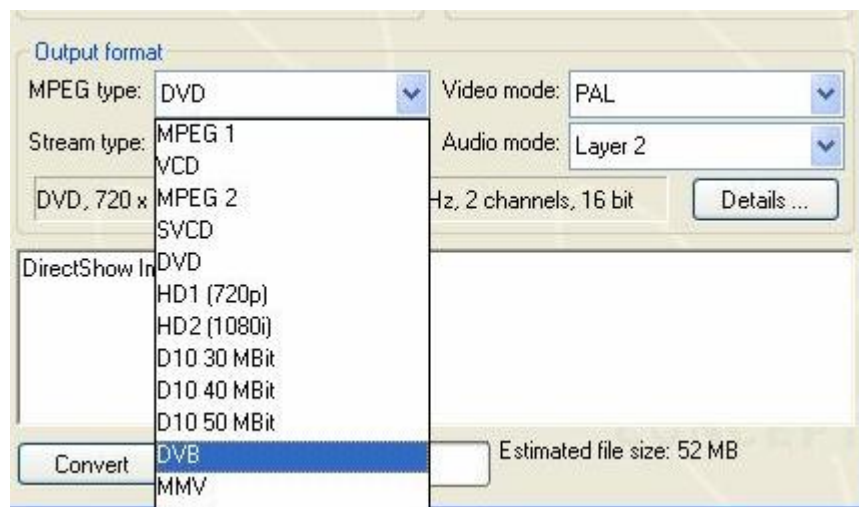 Output format
MPEG type: DVD Video mode: PAL
Stream type: Audio mode: Layer 2
DVD, 720 x Hz, 2 channels, 16 bit Details ...
MPEG 1
VCD
MPEG 2
SVCD
DVD
HD1 (720p)
HD2 (1080i)
D10 30 MBit
D10 40 MBit
D10 50 MBit
DVB
MMV
DirectShow In
Convert Estimated file size: 52 MB